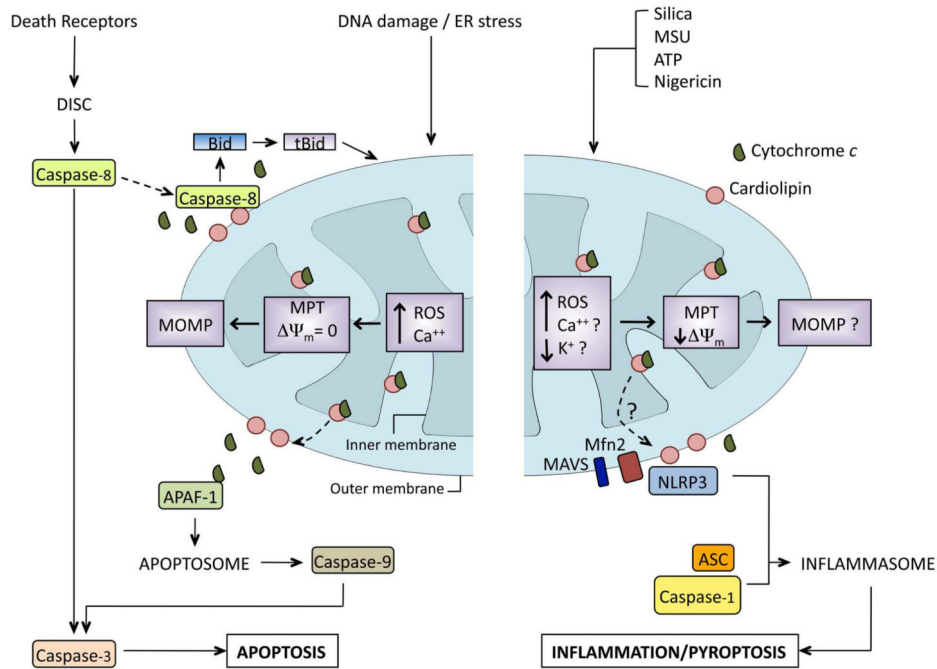 Death Receptors
DNA damage / ER stress
Silica
MSU
ATP
Nigericin
DISC
Bid
tBid
Cytochrome c
Caspase-8
Caspase-8
Cardiolipin
MOMP
MPT
ΔΨm= 0
ROS
Ca++
ROS
Ca++ ?
K+ ?
MPT
ΔΨm
MOMP ?
?
Inner membrane
Mfn2
MAVS
Outer membrane
NLRP3
APAF-1
APOPTOSOME
Caspase-9
ASC
Caspase-1
INFLAMMASOME
Caspase-3
APOPTOSIS
INFLAMMATION/PYROPTOSIS